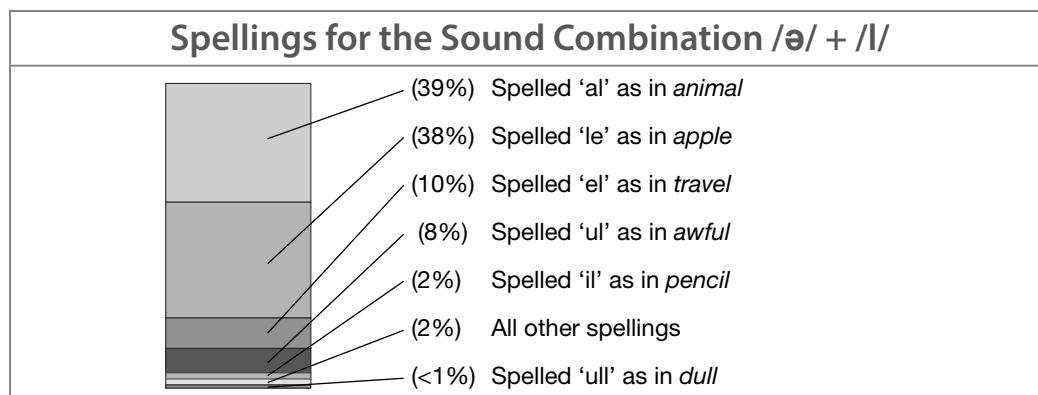 Spellings for the Sound Combination /ə/ + /l/
(39%) Spelled ‘al’ as in animal
(38%) Spelled ‘le’ as in apple
(10%) Spelled ‘el’ as in travel
(8%) Spelled ‘ul’ as in awful
(2%) Spelled ‘il’ as in pencil
(2%) All other spellings
(<1%) Spelled ‘ull’ as in dull